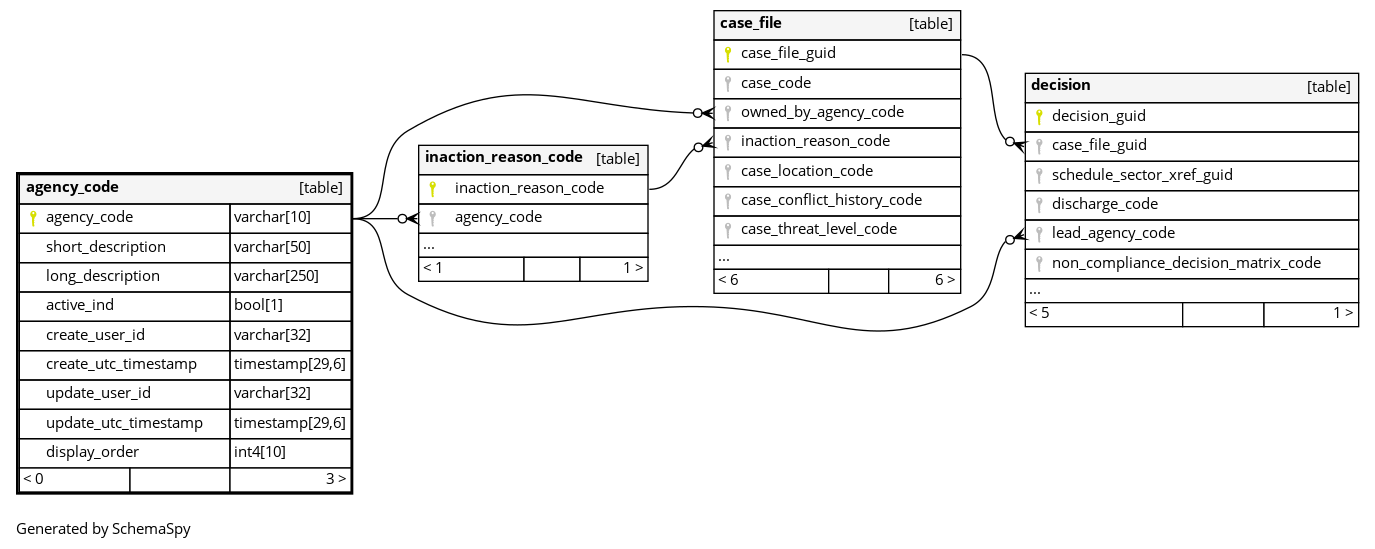 agency_code [table]
agency_code varchar[10]
short_description varchar[50]
long_description varchar[250]
active_ind bool[1]
create_user_id varchar[32]
create_utc_timestamp timestamp[29,6]
update_user_id varchar[32]
update_utc_timestamp timestamp[29,6]
display_order int4[10]
< 0 3 >
inaction_reason_code [table]
inaction_reason_code
agency_code
...
< 1 1 >
case_file [table]
case_file_guid
case_code
owned_by_agency_code
inaction_reason_code
case_location_code
case_conflict_history_code
case_threat_level_code
...
< 6 6 >
decision [table]
decision_guid
case_file_guid
schedule_sector_xref_guid
discharge_code
lead_agency_code
non_compliance_decision_matrix_code
...
< 5 1 >
Generated by SchemaSpy